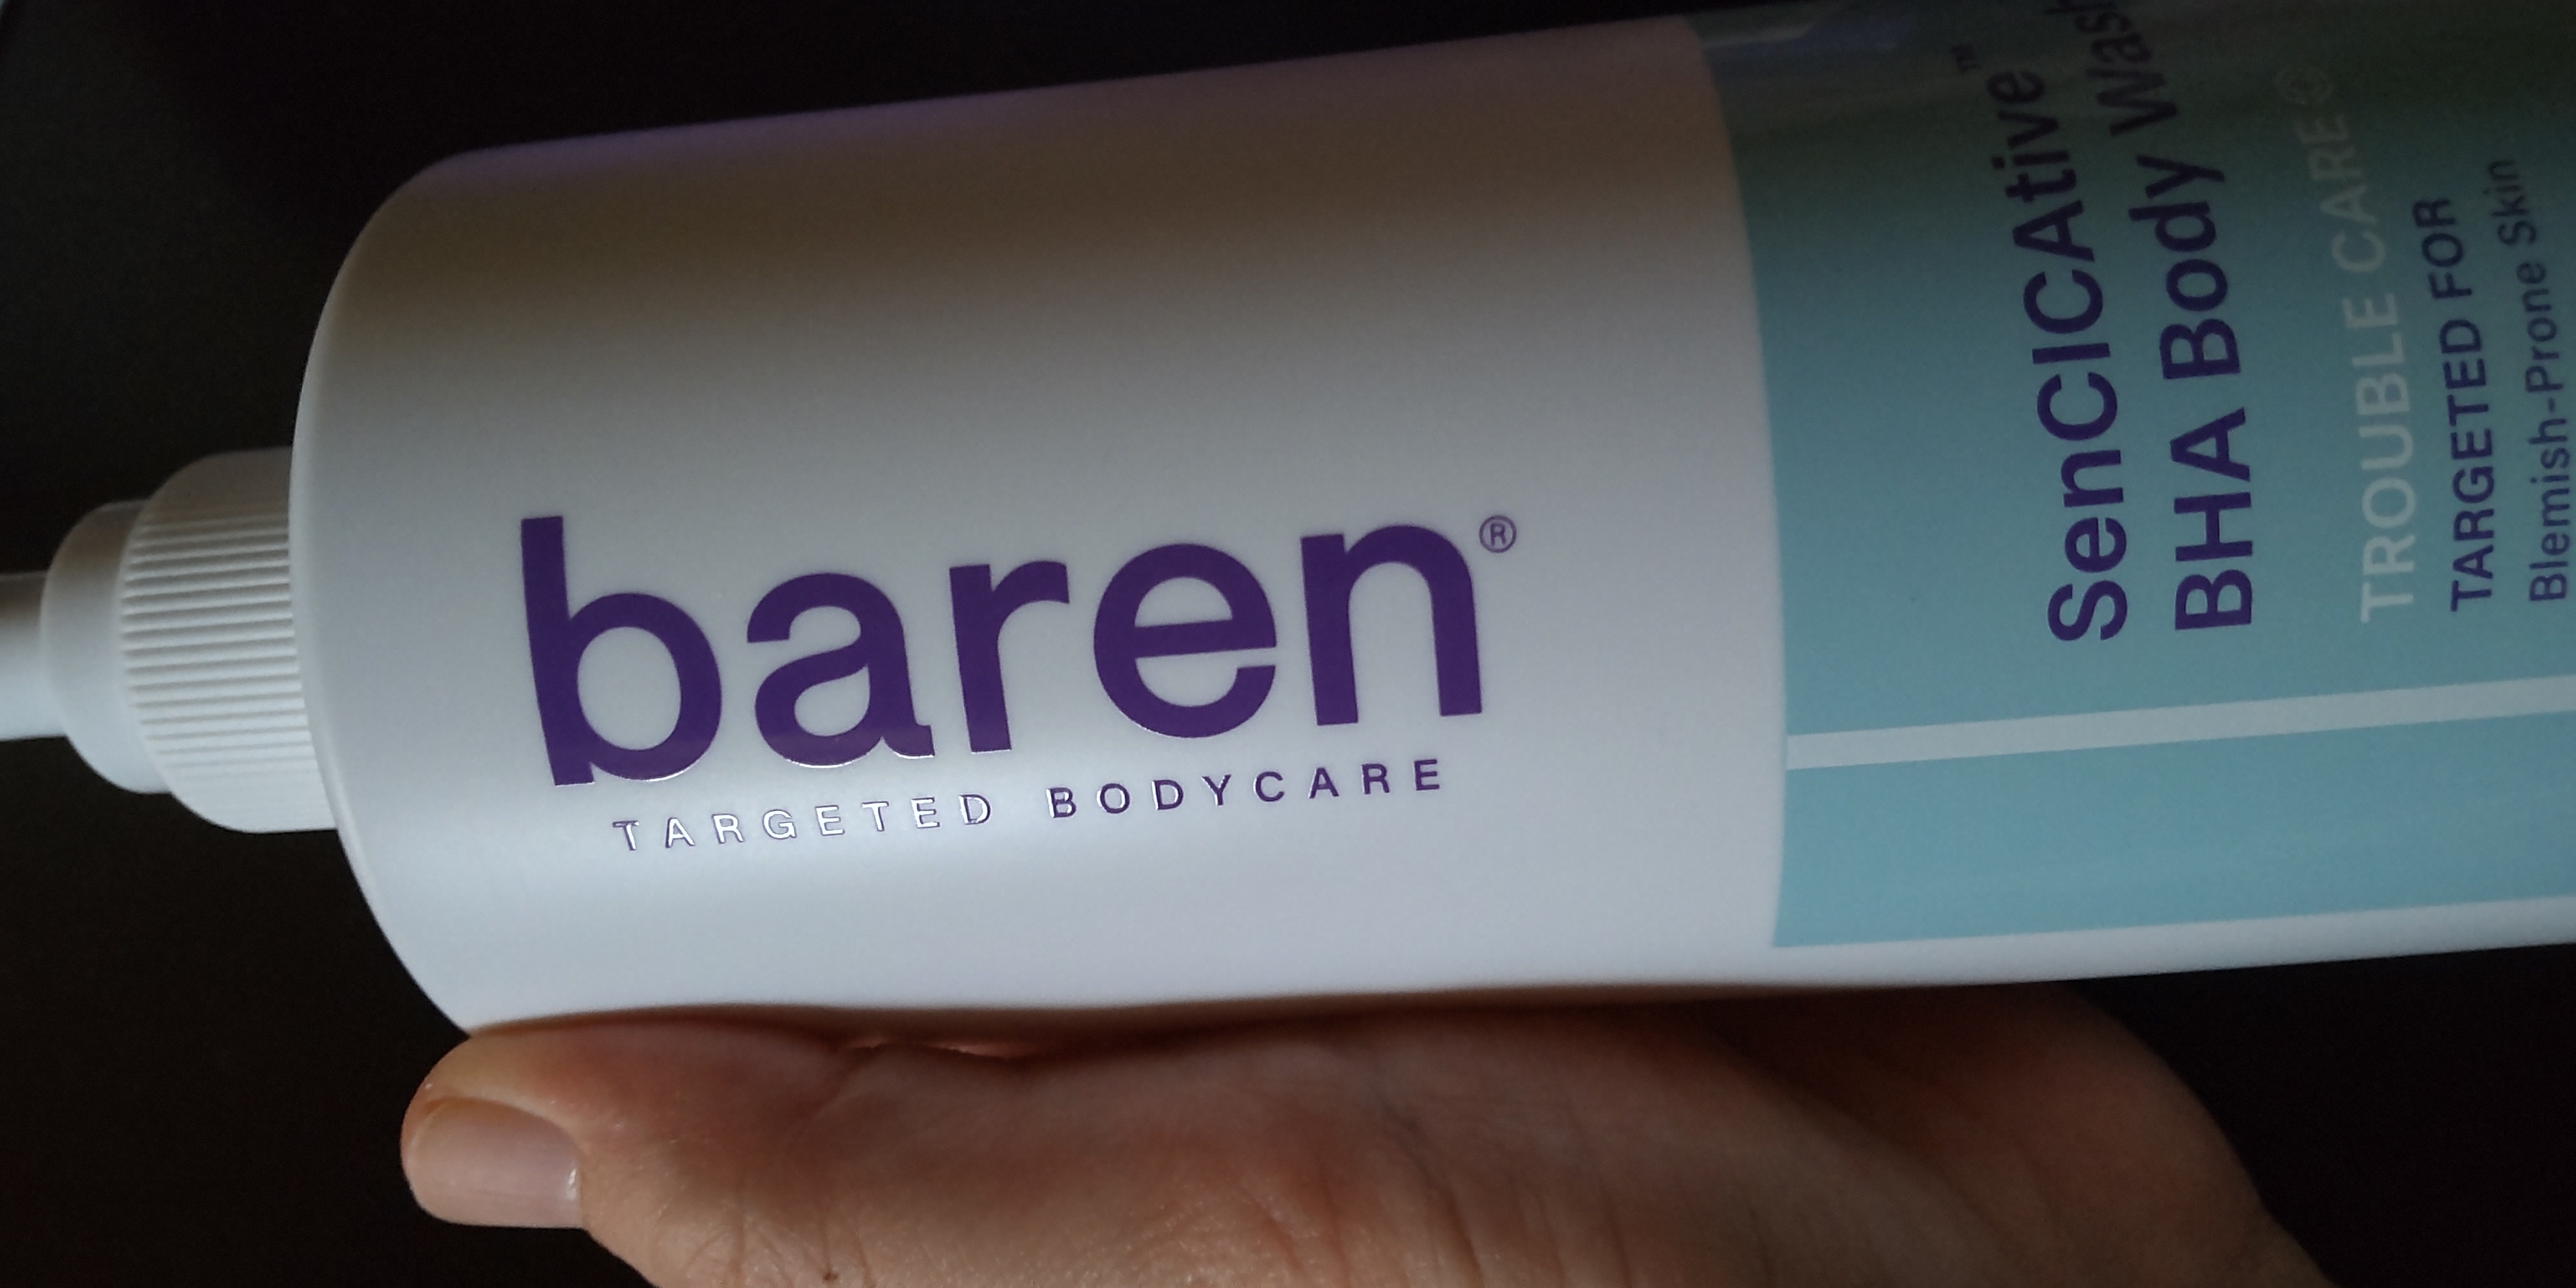 baren®
TARGETED BODYCARE
SenCICAtive™
BHA Body Wash
TROUBLE CARE®
TARGETED FOR
Blemish-Prone Skin